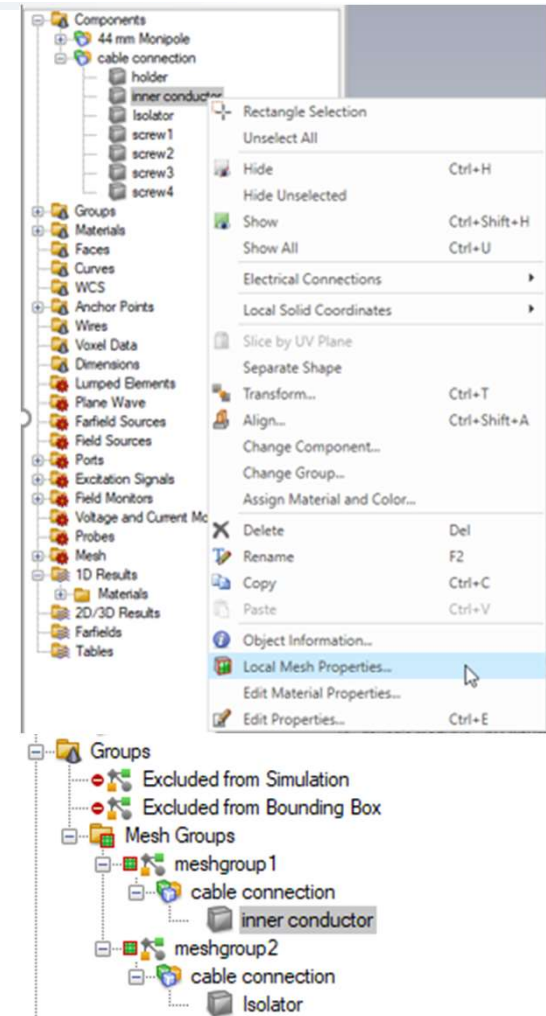 Components
44 mm Monipole
cable connection
holder
inner conductor
Isolator
screw1
screw2
screw3
screw4
Groups
Materials
Faces
Curves
WCS
Anchor Points
Wires
Voxel Data
Dimensions
Lumped Elements
Plane Wave
Farfield Sources
Field Sources
Ports
Excitation Signals
Field Monitors
Voltage and Current Mo
Probes
Mesh
1D Results
Materials
2D/3D Results
Farfields
Tables
Rectangle Selection
Unselect All
Hide Ctrl+H
Hide Unselected
Show Ctrl+Shift+H
Show All Ctrl+U
Electrical Connections
Local Solid Coordinates
Slice by UV Plane
Separate Shape
Transform... Ctrl+T
Align... Ctrl+Shift+A
Change Component...
Change Group...
Assign Material and Color...
Delete Del
Rename F2
Copy Ctrl+C
Paste Ctrl+V
Object Information...
Local Mesh Properties...
Edit Material Properties...
Edit Properties... Ctrl+E
Groups
Excluded from Simulation
Excluded from Bounding Box
Mesh Groups
meshgroup1
cable connection
inner conductor
meshgroup2
cable connection
Isolator